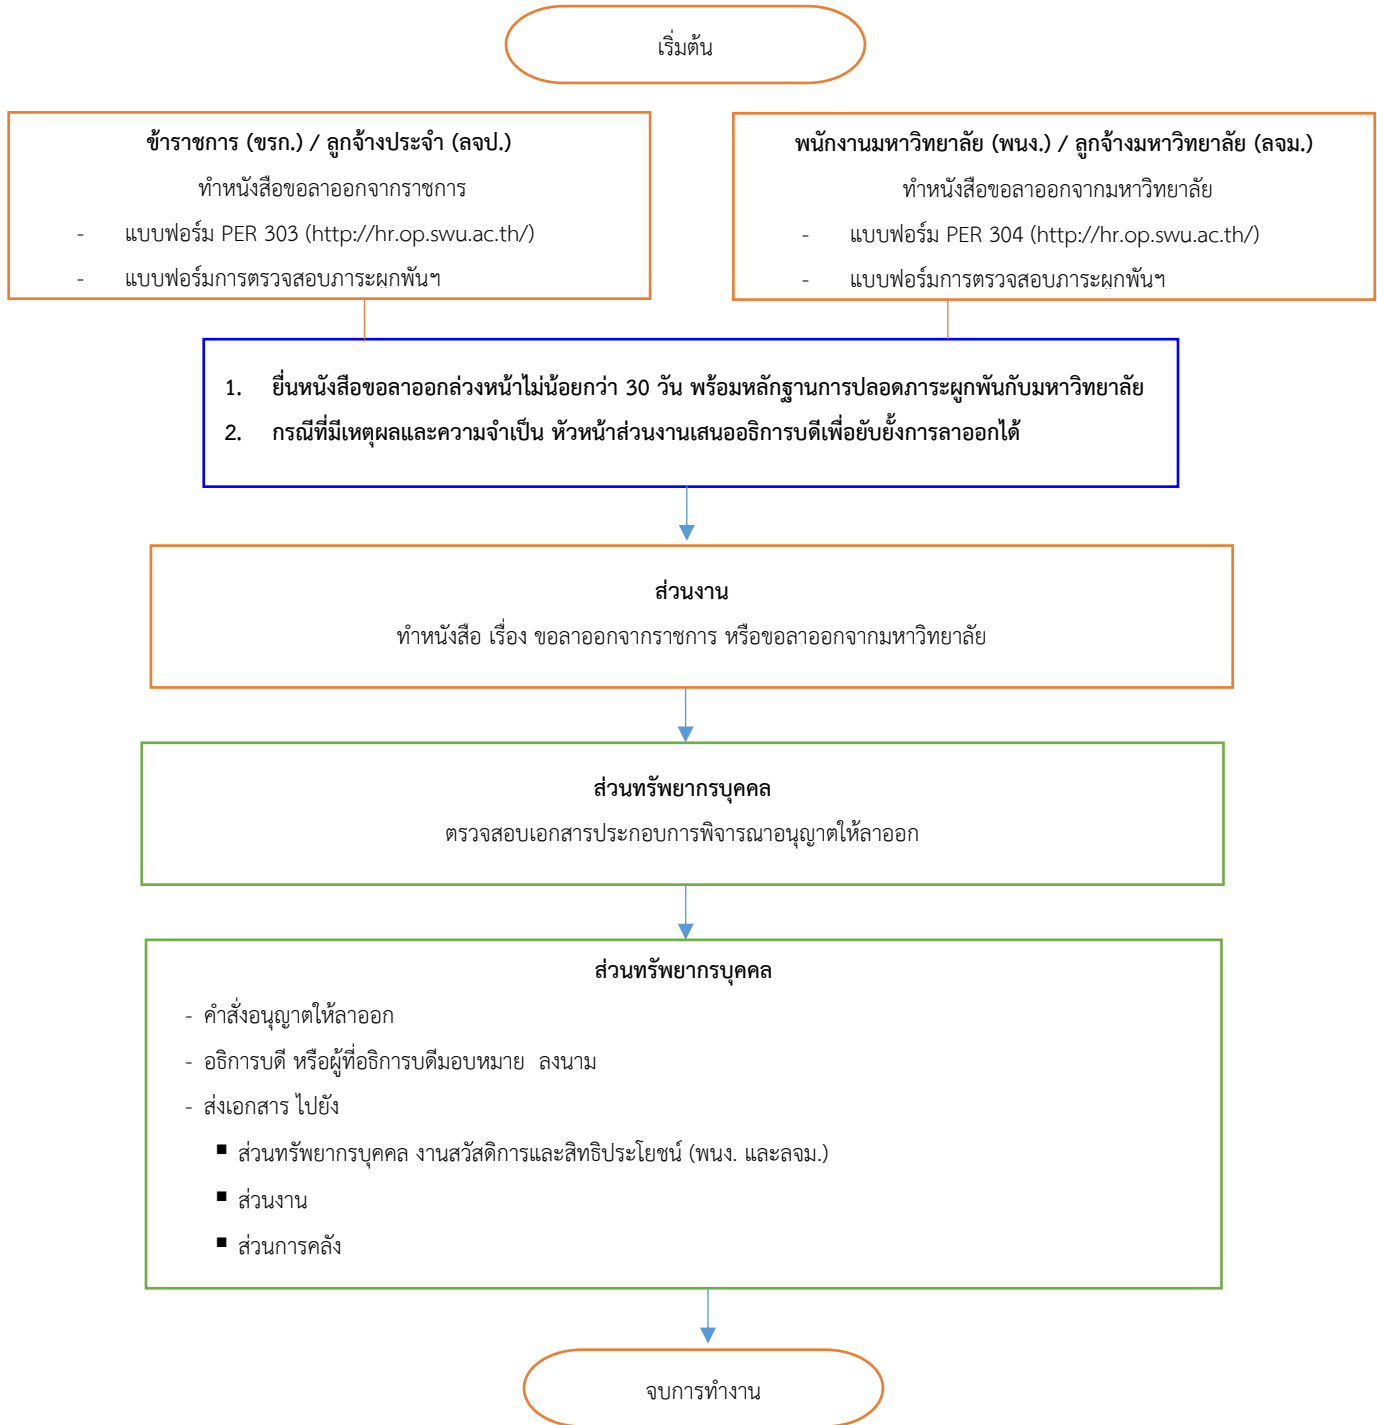 เริ่มต้น
ข้าราชการ (ขรก.) / ลูกจ้างประจำ (ลจป.)
ทำหนังสือขอลาออกจากราชการ
- แบบฟอร์ม PER 303 (http://hr.op.swu.ac.th/)
- แบบฟอร์มการตรวจสอบภาระผูกพันฯ
พนักงานมหาวิทยาลัย (พนง.) / ลูกจ้างมหาวิทยาลัย (ลจม.)
ทำหนังสือขอลาออกจากมหาวิทยาลัย
- แบบฟอร์ม PER 304 (http://hr.op.swu.ac.th/)
- แบบฟอร์มการตรวจสอบภาระผูกพันฯ
1. ยื่นหนังสือขอลาออกล่วงหน้าไม่น้อยกว่า 30 วัน พร้อมหลักฐานการปลอดภาระผูกพันกับมหาวิทยาลัย
2. กรณีที่มีเหตุผลและความจำเป็น หัวหน้าส่วนงานเสนออธิการบดีเพื่อยับยั้งการลาออกได้
ส่วนงาน
ทำหนังสือ เรื่อง ขอลาออกจากราชการ หรือขอลาออกจากมหาวิทยาลัย
ส่วนทรัพยากรบุคคล
ตรวจสอบเอกสารประกอบการพิจารณาอนุญาตให้ลาออก
ส่วนทรัพยากรบุคคล
- คำสั่งอนุญาตให้ลาออก
- อธิการบดี หรือผู้ที่อธิการบดีมอบหมาย ลงนาม
- ส่งเอกสาร ไปยัง
▪ ส่วนทรัพยากรบุคคล งานสวัสดิการและสิทธิประโยชน์ (พนง. และลจม.)
▪ ส่วนงาน
▪ ส่วนการคลัง
จบการทำงาน